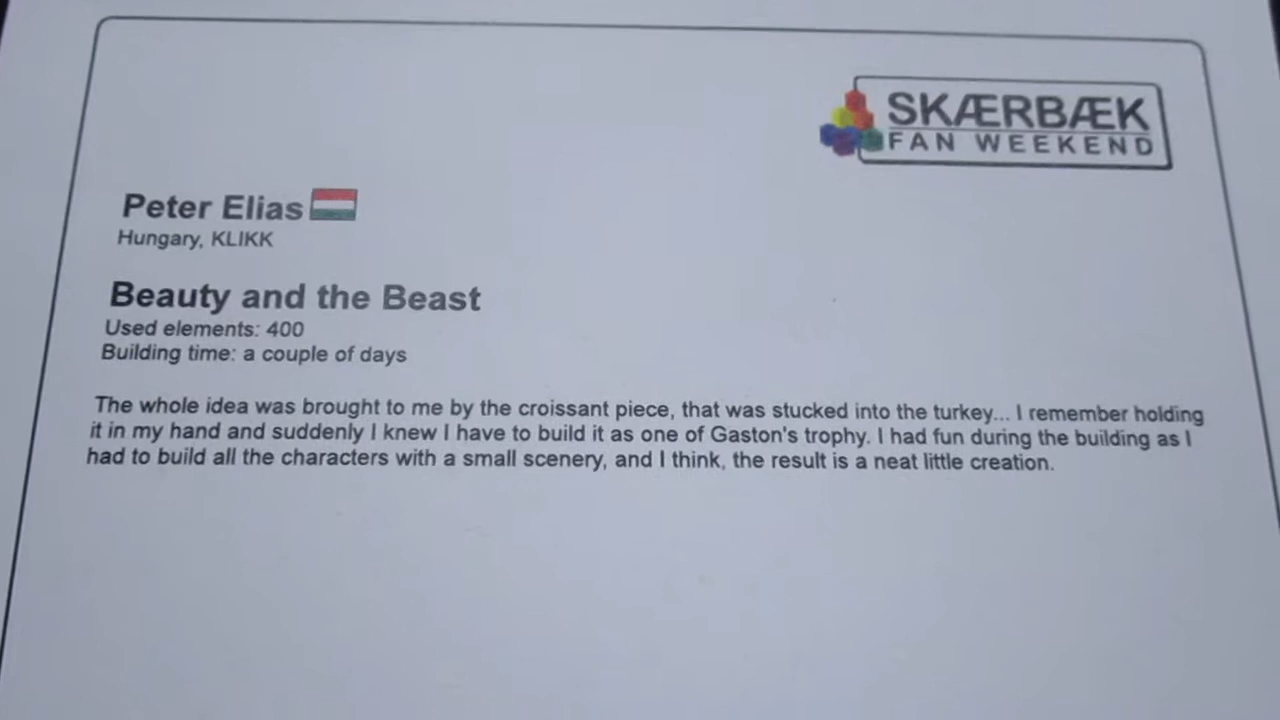 SKÆRBÆK
FAN WEEKEND
Peter Elias
Hungary, KLIKK
Beauty and the Beast
Used elements: 400
Building time: a couple of days
The whole idea was brought to me by the croissant piece, that was stucked into the turkey... I remember holding
it in my hand and suddenly I knew I have to build it as one of Gaston's trophy. I had fun during the building as I
had to build all the characters with a small scenery, and I think, the result is a neat little creation.